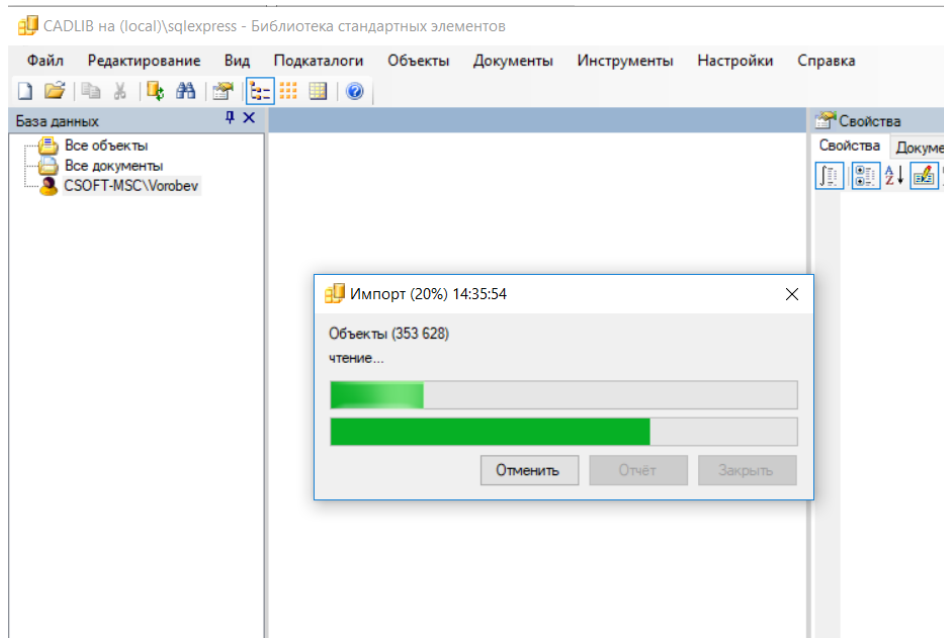 CADLIB на (local)\sqlexpress - Библиотека стандартных элементов
Файл Редактирование Вид Подкаталоги Объекты Документы Инструменты Настройки Справка
База данных
Свойства
Все объекты
Все документы
CSOFT-MSC\Vorobev
Свойства Докуме
Импорт (20%) 14:35:54
Объекты (353 628)
чтение...
Отменить Отчёт Закрыть